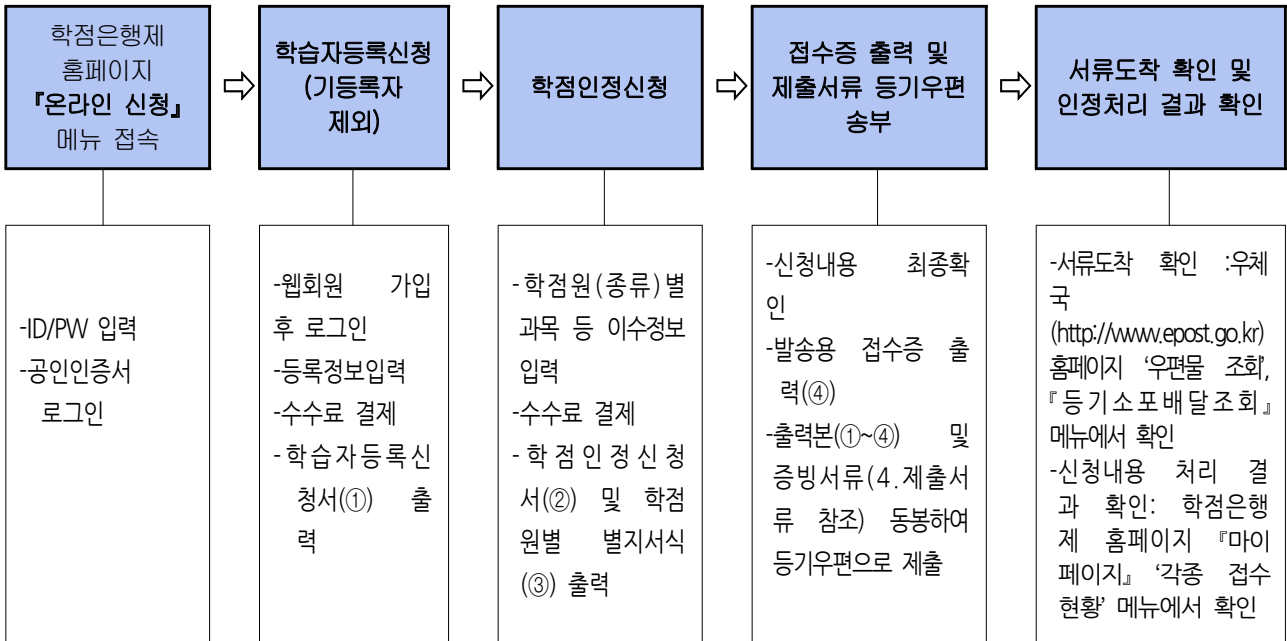 학점은행제
홈페이지
『온라인 신청』
메뉴 접속
⇨
학습자등록신청
(기등록자
제외)
⇨
학점인정신청
⇨
접수증 출력 및
제출서류 등기우편
송부
⇨
서류도착 확인 및
인정처리 결과 확인
-ID/PW 입력
-공인인증서
로그인
-웹회원 가입
후 로그인
-등록정보입력
-수수료 결제
-학습자등록신
청서(①) 출
력
-학점원(종류)별
과목 등 이수정보
입력
-수수료 결제
-학점인정신청
서(②) 및 학점
원별 별지서식
(③) 출력
-신청내용 최종확
인
-발송용 접수증 출
력(④)
-출력본(①~④) 및
증빙서류(4.제출서
류 참조) 동봉하여
등기우편으로 제출
-서류도착 확인 :우체
국
(http://www.epost.go.kr)
홈페이지 ‘우편물 조회’,
『등기소포배달조회』
메뉴에서 확인
-신청내용 처리 결
과 확인: 학점은행
제 홈페이지 『마이
페이지』 ‘각종 접수
현황’ 메뉴에서 확인